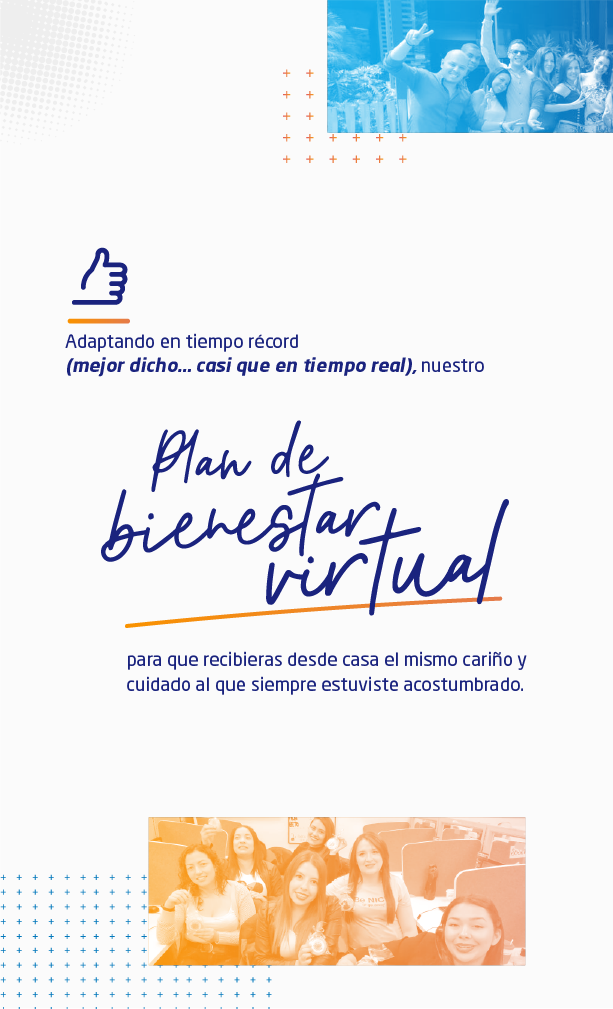 Adaptando en tiempo récord
(mejor dicho... casi que en tiempo real), nuestro
Plan de
bienestar
virtual
para que recibieras desde casa el mismo cariño y
cuidado al que siempre estuviste acostumbrado.